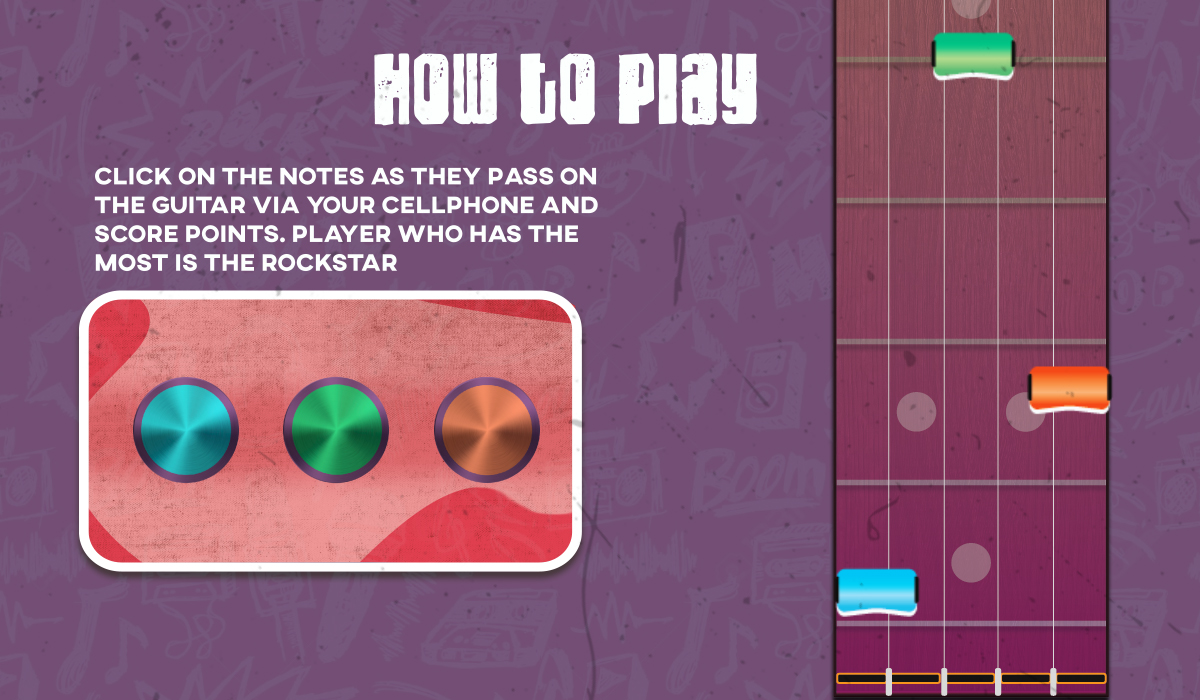 How to Play
CLICK ON THE NOTES AS THEY PASS ON
THE GUITAR VIA YOUR CELLPHONE AND
SCORE POINTS. PLAYER WHO HAS THE
MOST IS THE ROCKSTAR
BOOM